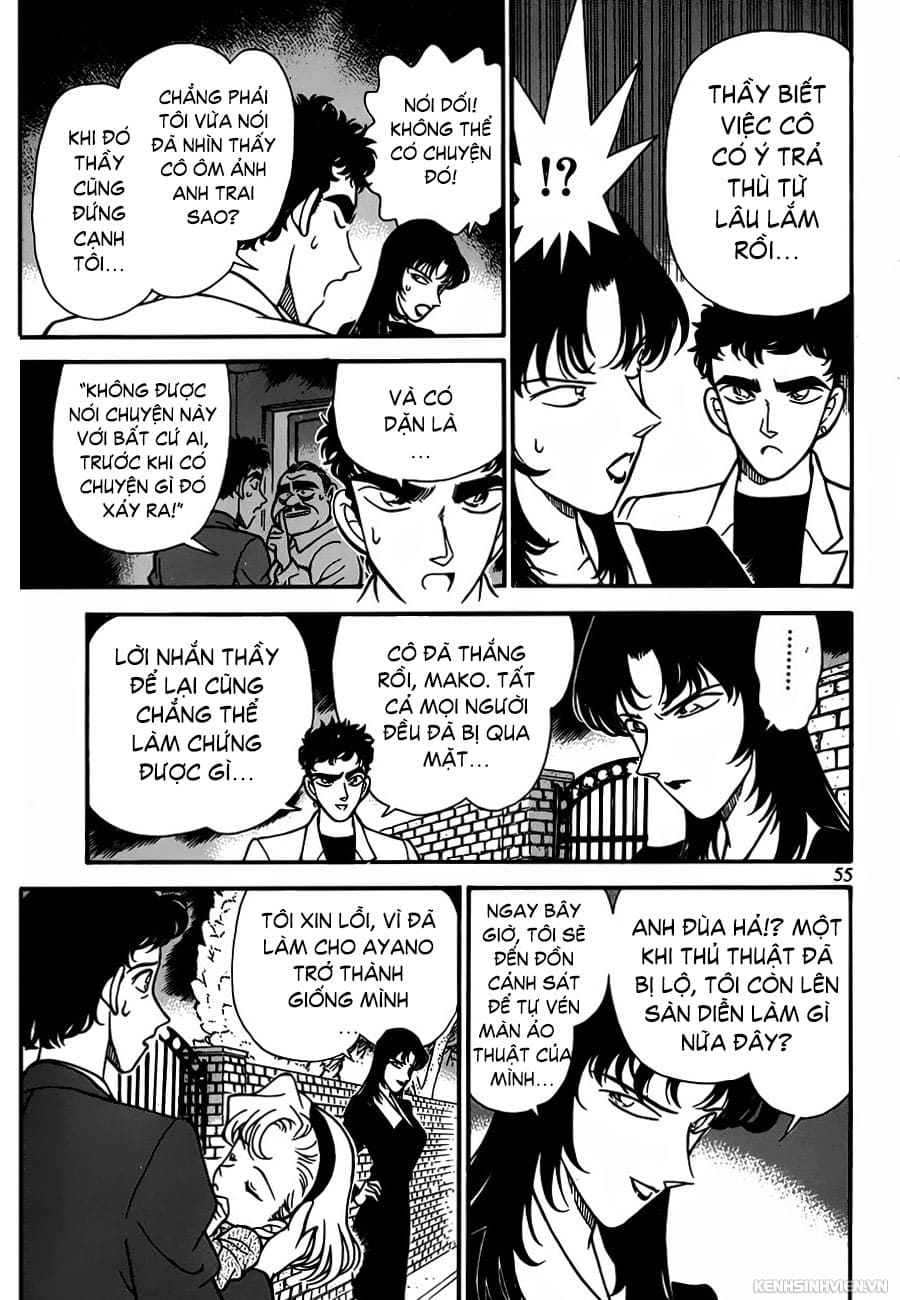 THẦY BIẾT
VIỆC CÔ
CÓ Ý TRẢ
THÙ TỪ
LÂU LẮM
RỒI...
!?
NÓI DỐI!
KHÔNG THỂ
CÓ CHUYỆN
ĐÓ!
CHẲNG PHẢI
TÔI VỪA NÓI
ĐÃ NHÌN THẤY
CÔ ÔM ẢNH
ANH TRAI
SAO?
KHI ĐÓ
THẦY
CŨNG
ĐỨNG
CẠNH
TÔI...
VÀ CÓ
DẶN LÀ
...
"KHÔNG ĐƯỢC
NÓI CHUYỆN NÀY
VỚI BẤT CỨ AI,
TRƯỚC KHI CÓ
CHUYỆN GÌ ĐÓ
XẢY RA!"
.........
CÔ ĐÃ THẮNG
RỒI, MAKO. TẤT
CẢ MỌI NGƯỜI
ĐỀU ĐÃ BỊ QUA
MẶT...
LỜI NHẮN THẦY
ĐỂ LẠI CŨNG
CHẲNG THỂ
LÀM CHỨNG
ĐƯỢC GÌ...
55
ANH ĐÙA HẢ!? MỘT
KHI THỦ THUẬT ĐÃ
BỊ LỘ, TÔI CÒN LÊN
SÀN DIỄN LÀM GÌ
NỮA ĐÂY?
NGAY BÂY
GIỜ, TÔI SẼ
ĐẾN ĐỒN
CẢNH SÁT
ĐỂ TỰ VÉN
MÀN ẢO
THUẬT CỦA
MÌNH...
TÔI XIN LỖI, VÌ ĐÃ
LÀM CHO AYANO
TRỞ THÀNH
GIỐNG MÌNH
...
KENHSINHVIEN.VN